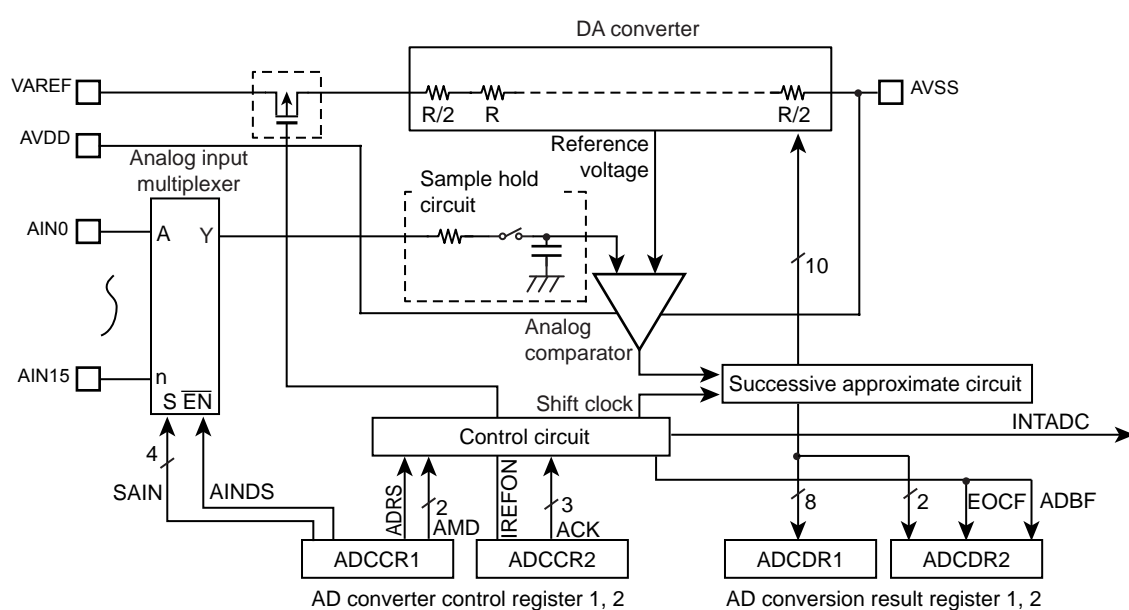 DA converter
VAREF
AVSS
R/2
R
R/2
AVDD
Analog input
multiplexer
Reference
voltage
Sample hold
circuit
AIN0
A
Y
10
Analog
comparator
AIN15
n
S EN
Successive approximate circuit
Shift clock
INTADC
Control circuit
4
SAIN
AINDS
ADRS
2
AMD
IREFON
3
ACK
8
2
EOCF
ADBF
ADCCR1
ADCCR2
ADCDR1
ADCDR2
AD converter control register 1, 2
AD conversion result register 1, 2